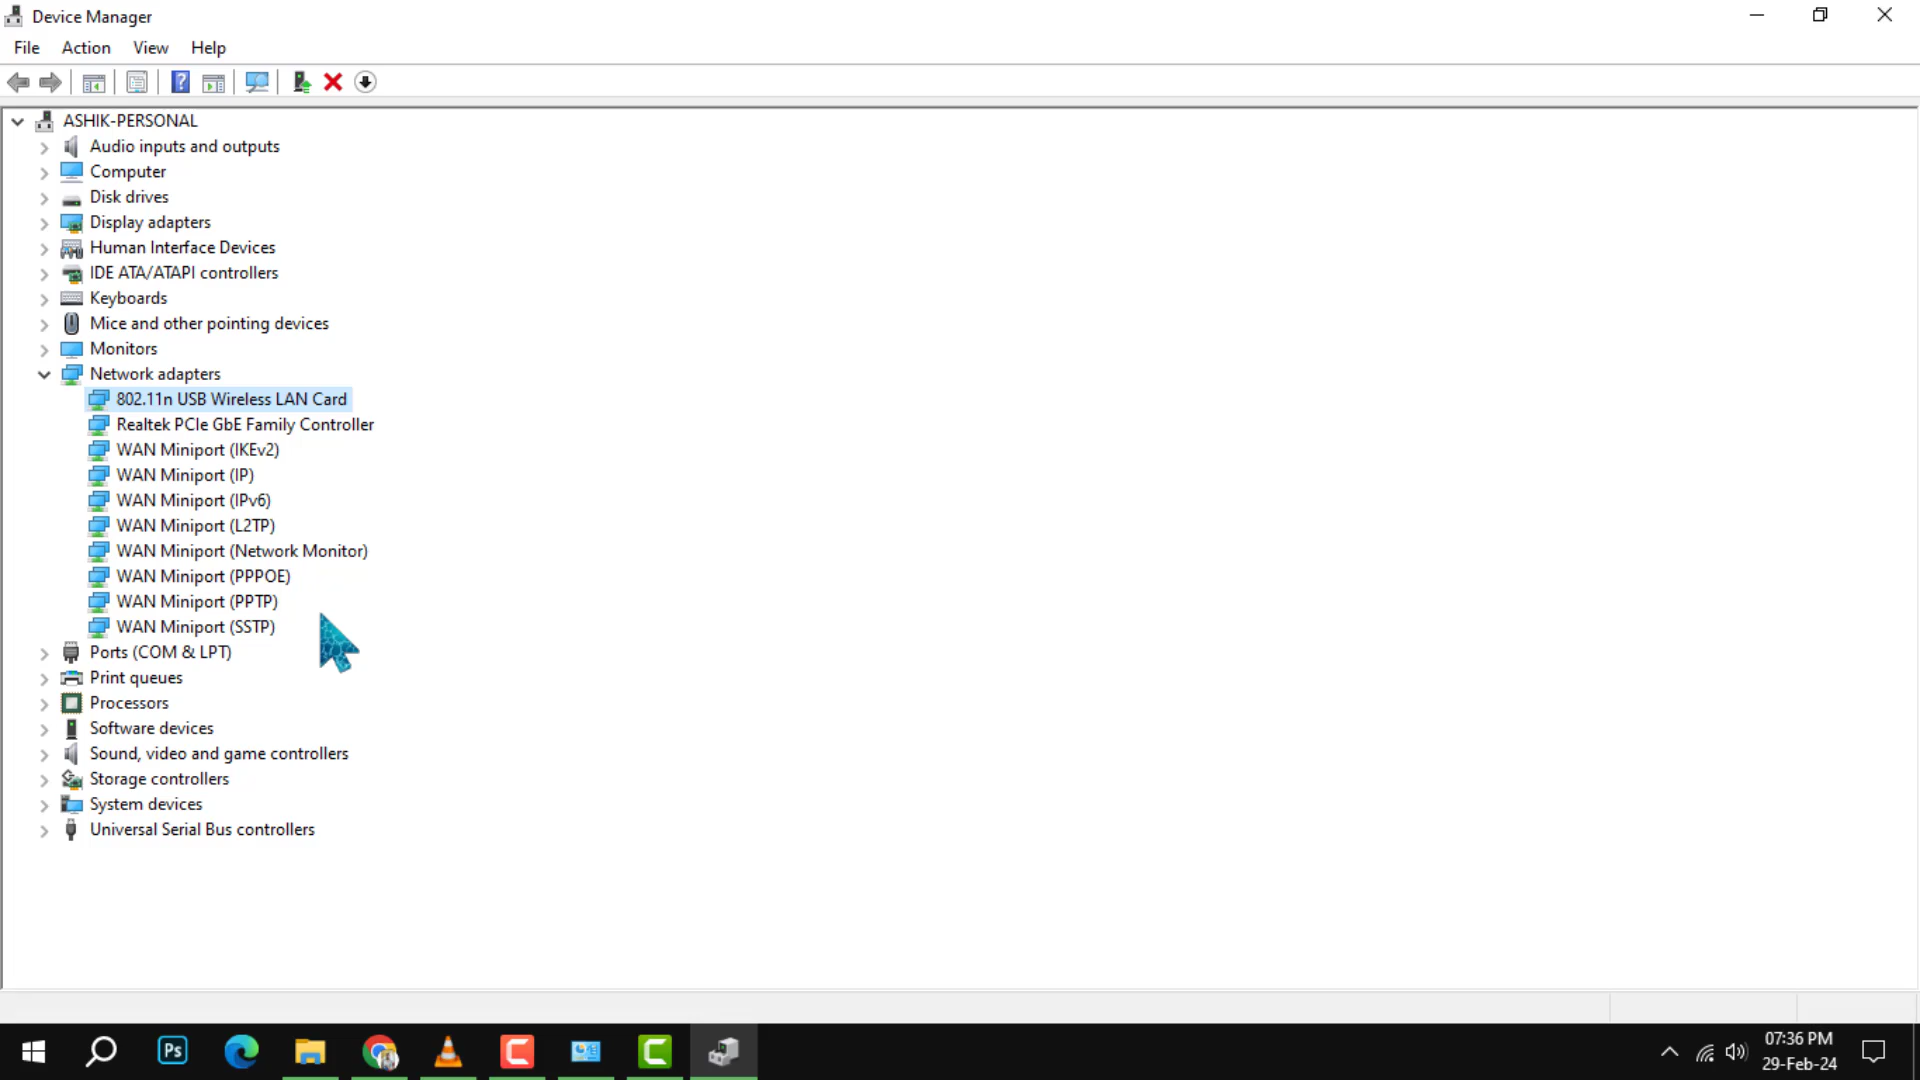 Device Manager
File Action View Help
?
ASHIK-PERSONAL
Audio inputs and outputs
Computer
Disk drives
Display adapters
Human Interface Devices
IDE ATA/ATAPI controllers
Keyboards
Mice and other pointing devices
Monitors
Network adapters
802.11n USB Wireless LAN Card
Realtek PCIe GbE Family Controller
WAN Miniport (IKEv2)
WAN Miniport (IP)
WAN Miniport (IPv6)
WAN Miniport (L2TP)
WAN Miniport (Network Monitor)
WAN Miniport (PPPOE)
WAN Miniport (PPTP)
WAN Miniport (SSTP)
Ports (COM & LPT)
Print queues
Processors
Software devices
Sound, video and game controllers
Storage controllers
System devices
Universal Serial Bus controllers
Ps
07:36 PM
29-Feb-24